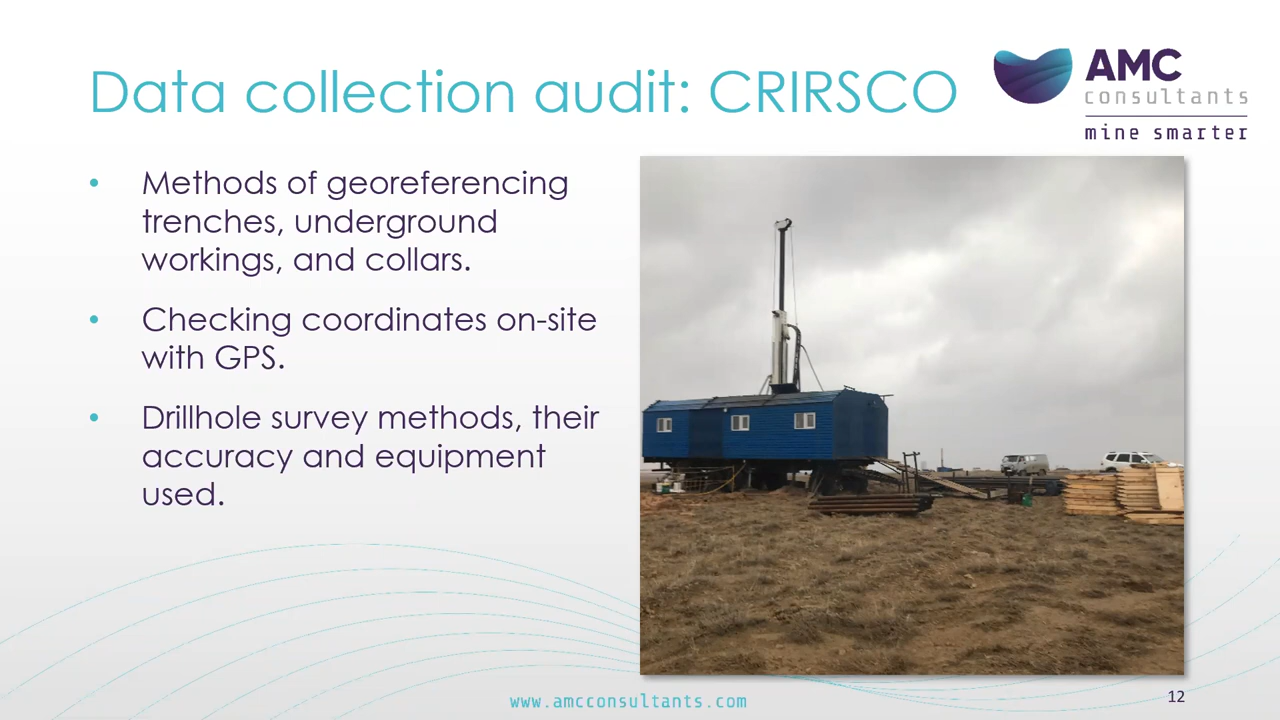 Data collection audit: CRIRSCO
AMC
consultants
mine smarter
• Methods of georeferencing
trenches, underground
workings, and collars.
• Checking coordinates on-site
with GPS.
• Drillhole survey methods, their
accuracy and equipment
used.
www.amcconsultants.com
12